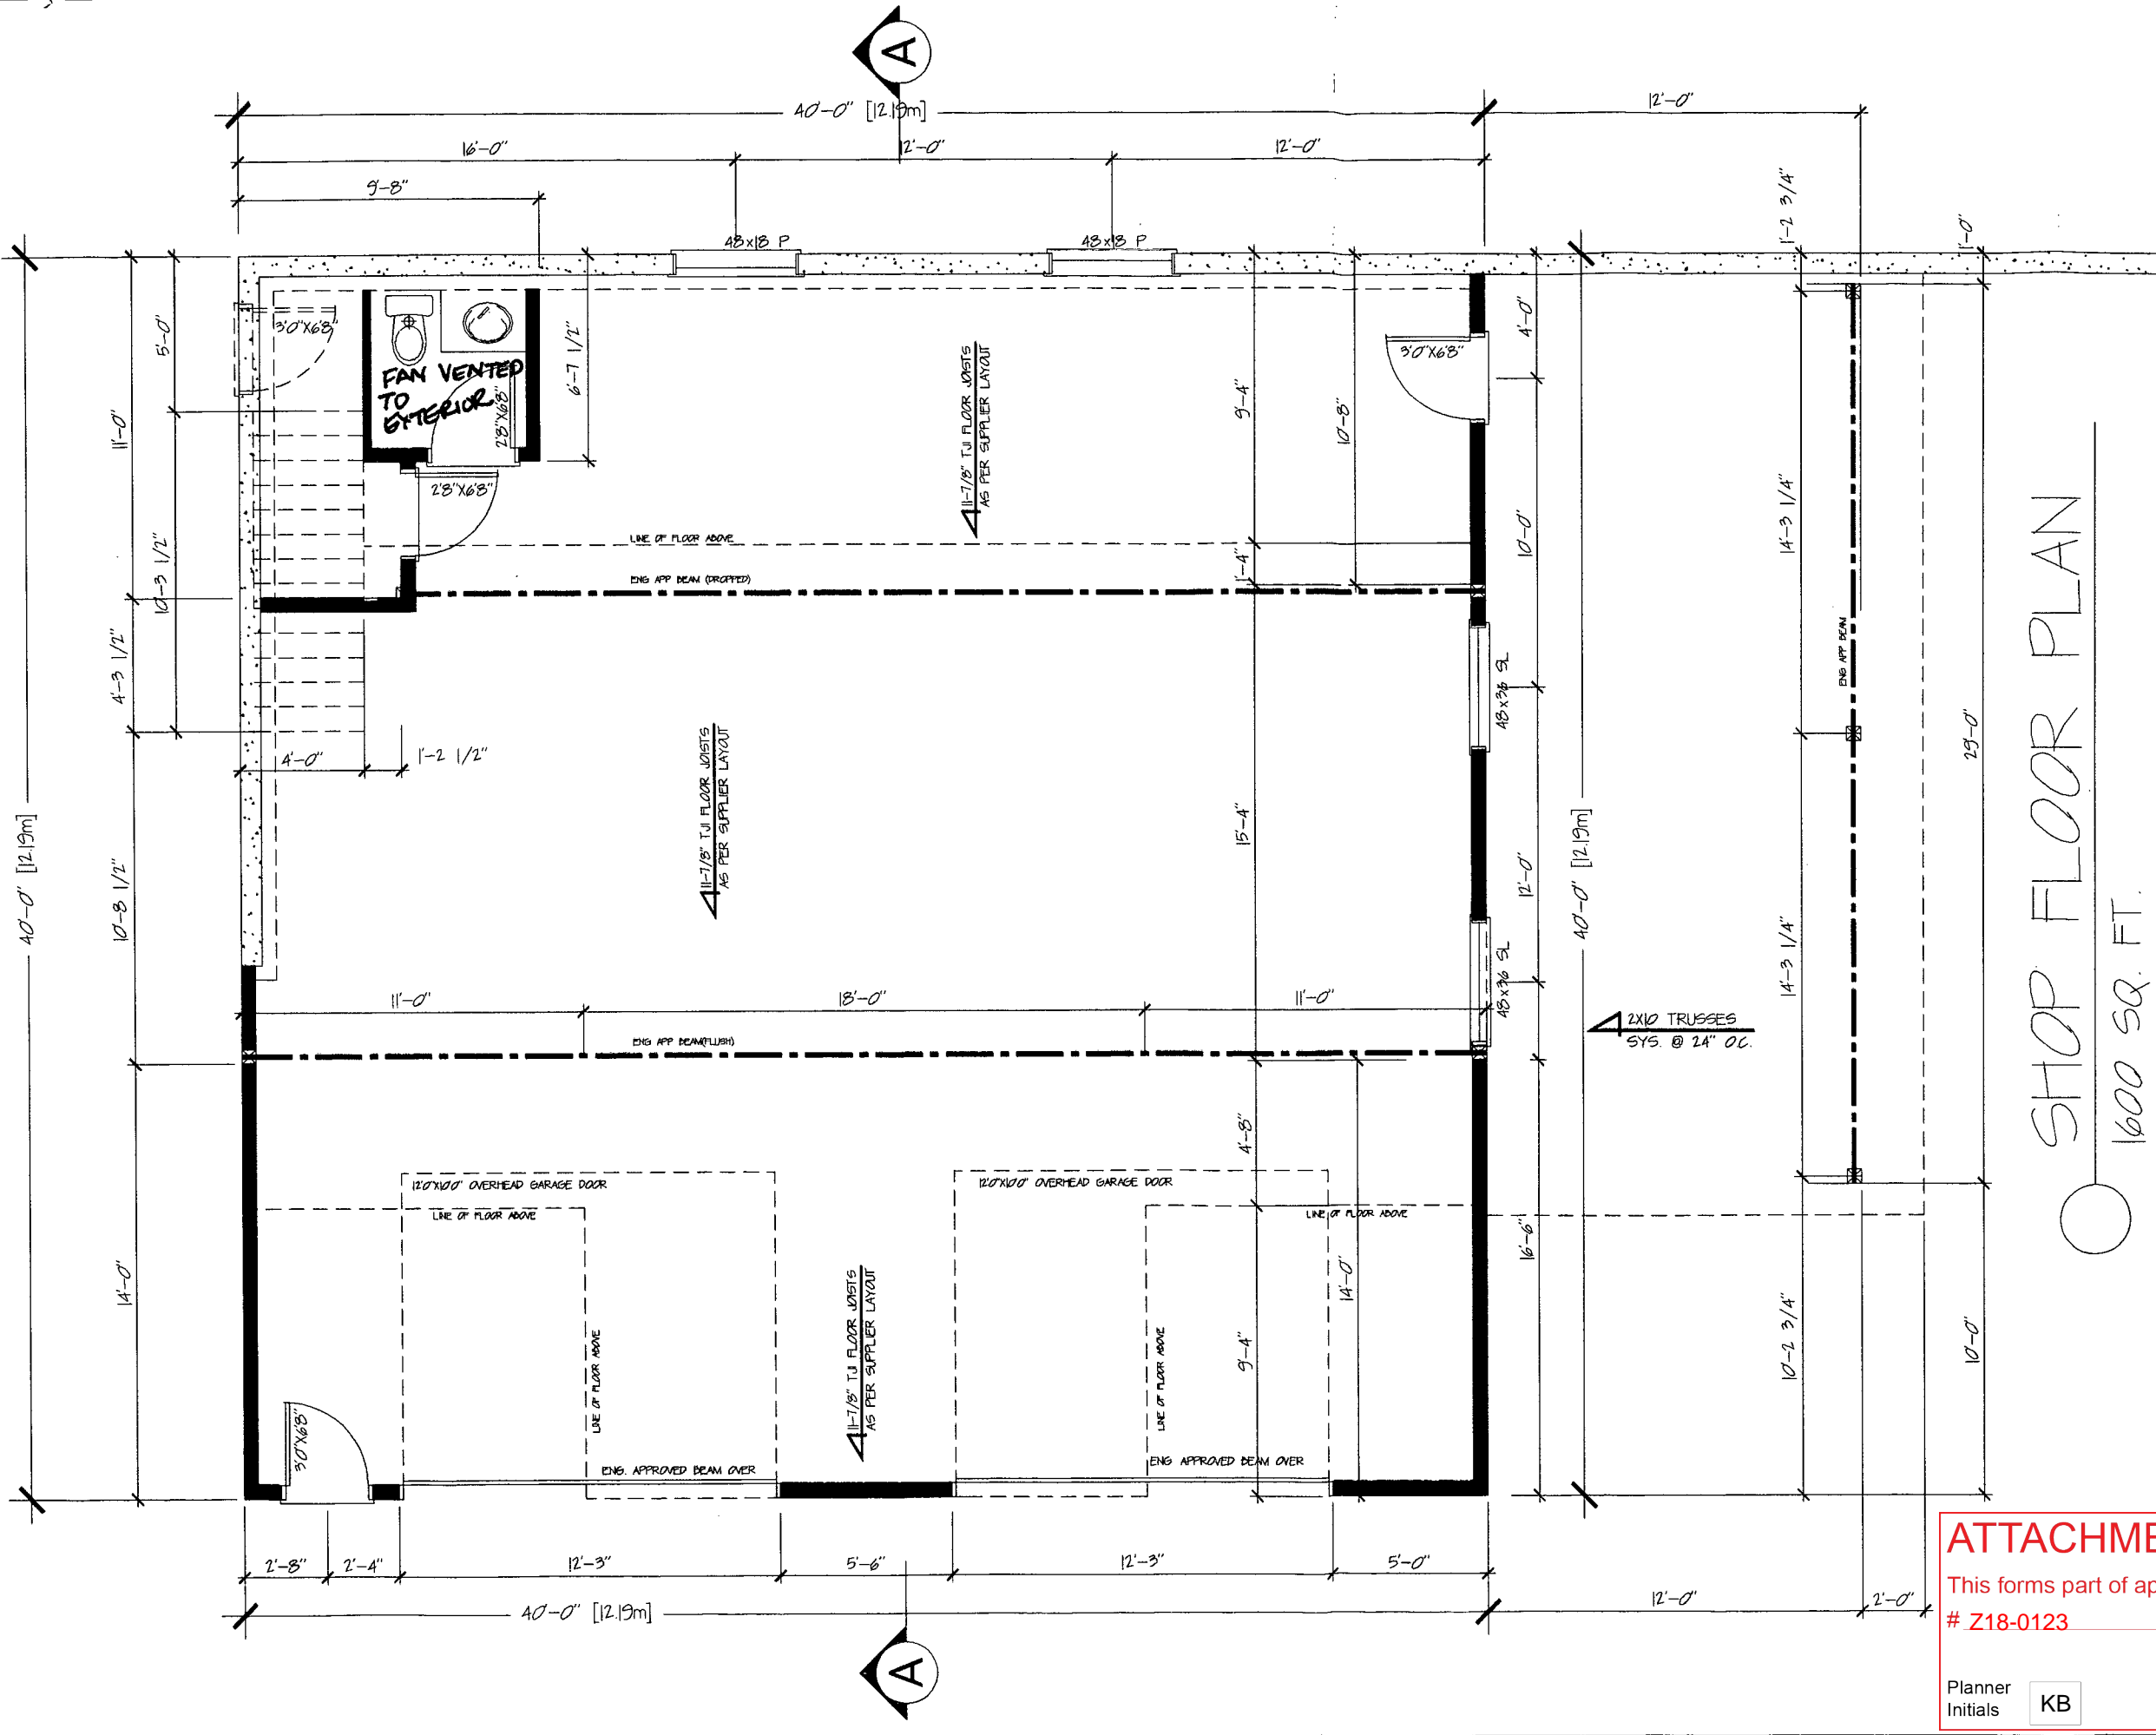 A
40'-0" [12.19m]
12'-0"
16'-0"
12'-0"
12'-0"
9'-8"
48x18 P
48x18 P
1'-2 3/4"
1'-0"
5'-0"
3'0"X6'8"
FAN VENTED
TO
EXTERIOR
2'8"X6'8"
6'-7 1/2"
11-7/8" TJI FLOOR JOISTS
AS PER SUPPLIER LAYOUT
9'-4"
10'-8"
3'0"X6'8"
4'-0"
11'-0"
2'8"X6'8"
10'-3 1/2"
LINE OF FLOOR ABOVE
1'-4"
10'-0"
14'-3 1/4"
ENG APP BEAM (DROPPED)
4'-3 1/2"
48x36 SL
ENG APP BEAM
29'-0"
4'-0"
1'-2 1/2"
11-7/8" TJI FLOOR JOISTS
AS PER SUPPLIER LAYOUT
15'-4"
40'-0" [12.19m]
10'-8 1/2"
12'-0"
40'-0" [12.19m]
14'-3 1/4"
48x36 SL
SHOP FLOOR PLAN
1600 SQ. FT.
11'-0"
18'-0"
11'-0"
2X10 TRUSSES
SYS. @ 24" O.C.
ENG APP BEAM(FLUSH)
4'-8"
12'0"X10'0" OVERHEAD GARAGE DOOR
12'0"X10'0" OVERHEAD GARAGE DOOR
LINE OF FLOOR ABOVE
LINE OF FLOOR ABOVE
16'-6"
14'-0"
14'-0"
11-7/8" TJI FLOOR JOISTS
AS PER SUPPLIER LAYOUT
LINE OF FLOOR ABOVE
LINE OF FLOOR ABOVE
9'-4"
10'-2 3/4"
10'-0"
3'0"X6'8"
ENG. APPROVED BEAM OVER
ENG APPROVED BEAM OVER
2'-8"
2'-4"
12'-3"
5'-6"
12'-3"
5'-0"
40'-0" [12.19m]
12'-0"
2'-0"
A
ATTACHME
This forms part of ap
# Z18-0123
Planner
Initials
KB